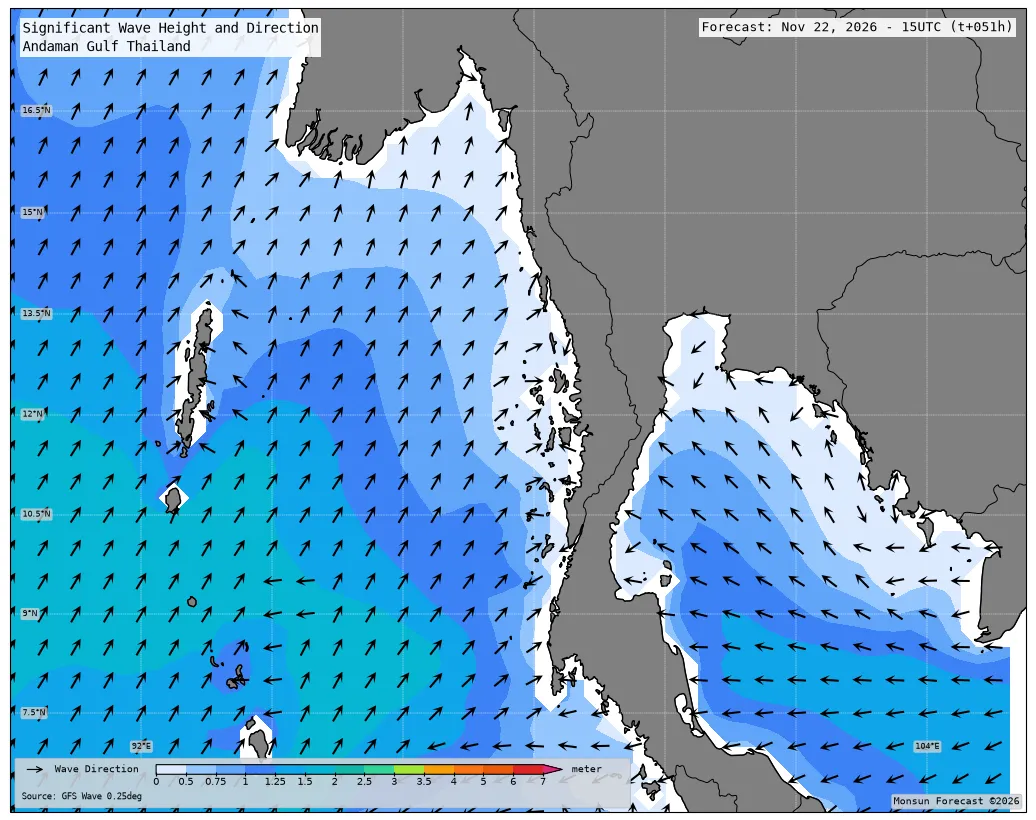 Significant Wave Height and Direction
Andaman Gulf Thailand
Forecast: Nov 22, 2026 - 15UTC (t+051h)
16.5°N
15°N
13.5°N
12°N
10.5°N
9°N
7.5°N
92°E
104°E
Wave Direction
0.5 0.75 1 1.25 1.5 2 2.5 3 3.5 4 5 6 7
meter
Source: GFS Wave 0.25deg
Monsun Forecast ©2026